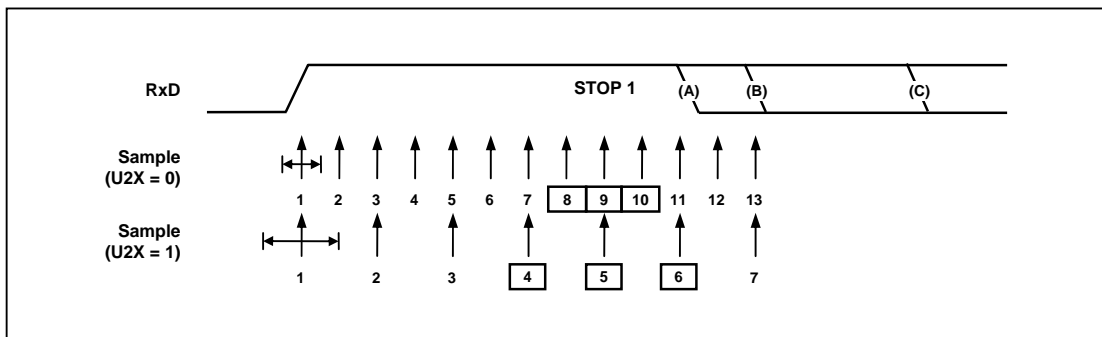 RxD
STOP 1
(A)
(B)
(C)
Sample
(U2X = 0)
1 2 3 4 5 6 7 8 9 10 11 12 13
Sample
(U2X = 1)
1 2 3 4 5 6 7